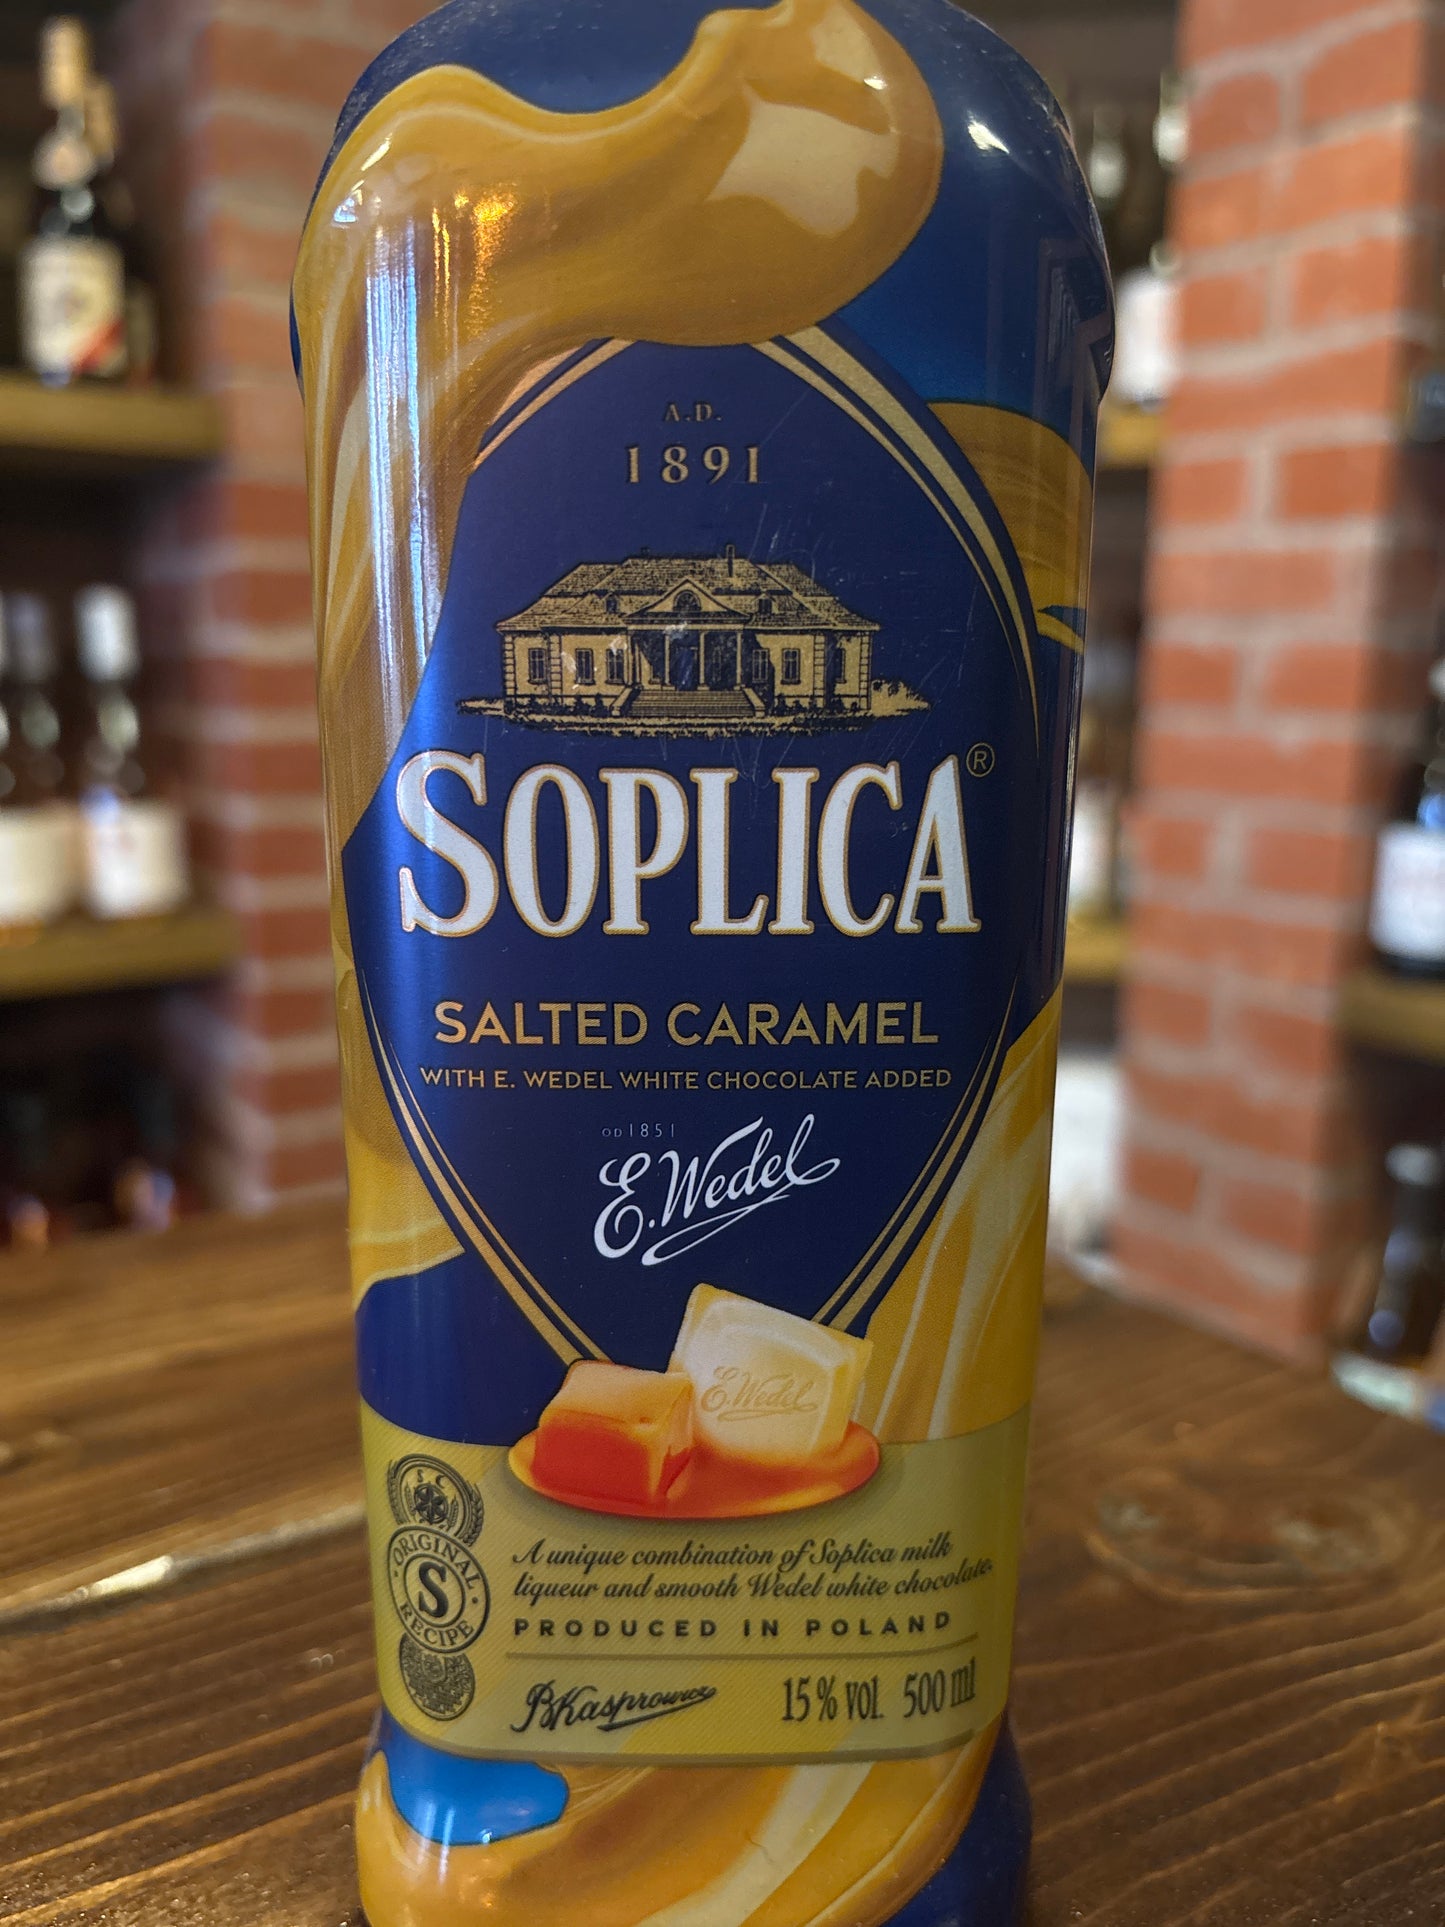 A.D.
1891
SOPLICA®
SALTED CARAMEL
WITH E. WEDEL WHITE CHOCOLATE ADDED
OD 1851
E.Wedel
E.Wedel
S C
ORIGINAL
S
RECIPE
A unique combination of Soplica milk
liqueur and smooth Wedel white chocolate.
PRODUCED IN POLAND
BKasprowicz
15% vol. 500 ml